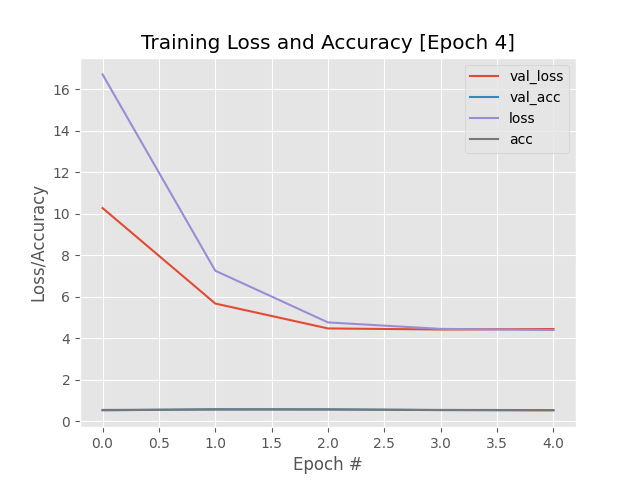 Training Loss and Accuracy [Epoch 4]
val_loss
val_acc
loss
acc
Loss/Accuracy
16
14
12
10
8
6
4
2
0
0.0 0.5 1.0 1.5 2.0 2.5 3.0 3.5 4.0
Epoch #